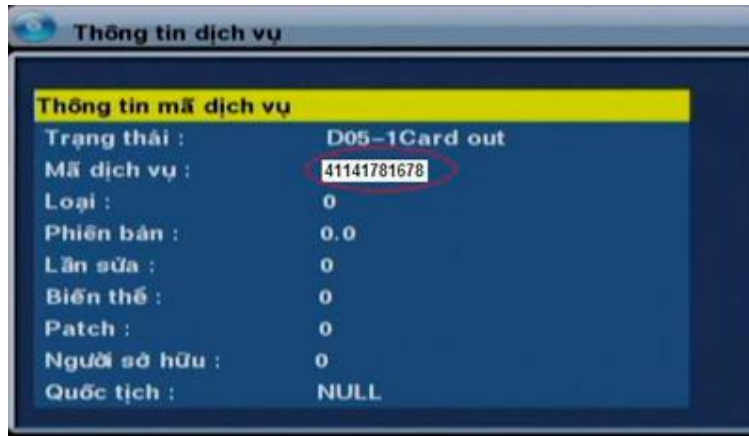 Thông tin dịch vụ
Thông tin mã dịch vụ
Trạng thái : D05-1Card out
Mã dịch vụ : 41141781678
Loại : 0
Phiên bản : 0.0
Lần sửa : 0
Biến thể : 0
Patch : 0
Người sở hữu : 0
Quốc tịch : NULL